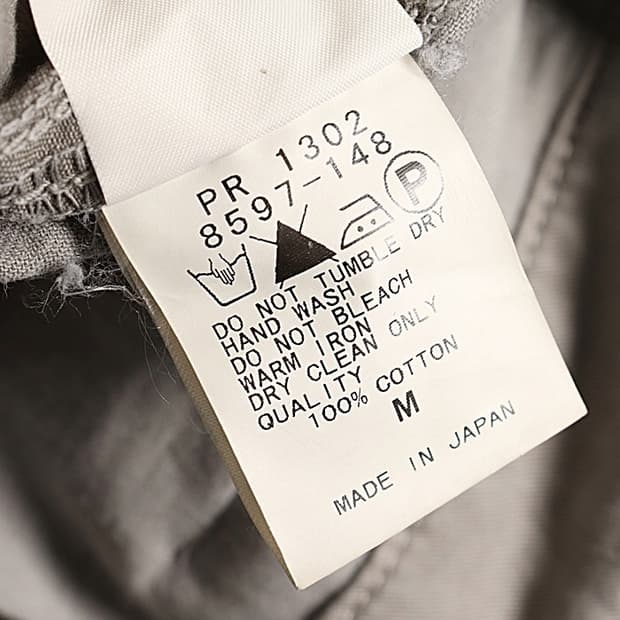 PR 1302
8597-148
P
DO NOT TUMBLE DRY
HAND WASH
DO NOT BLEACH
WARM IRON
DRY CLEAN ONLY
QUALITY
100% COTTON
M
MADE IN JAPAN